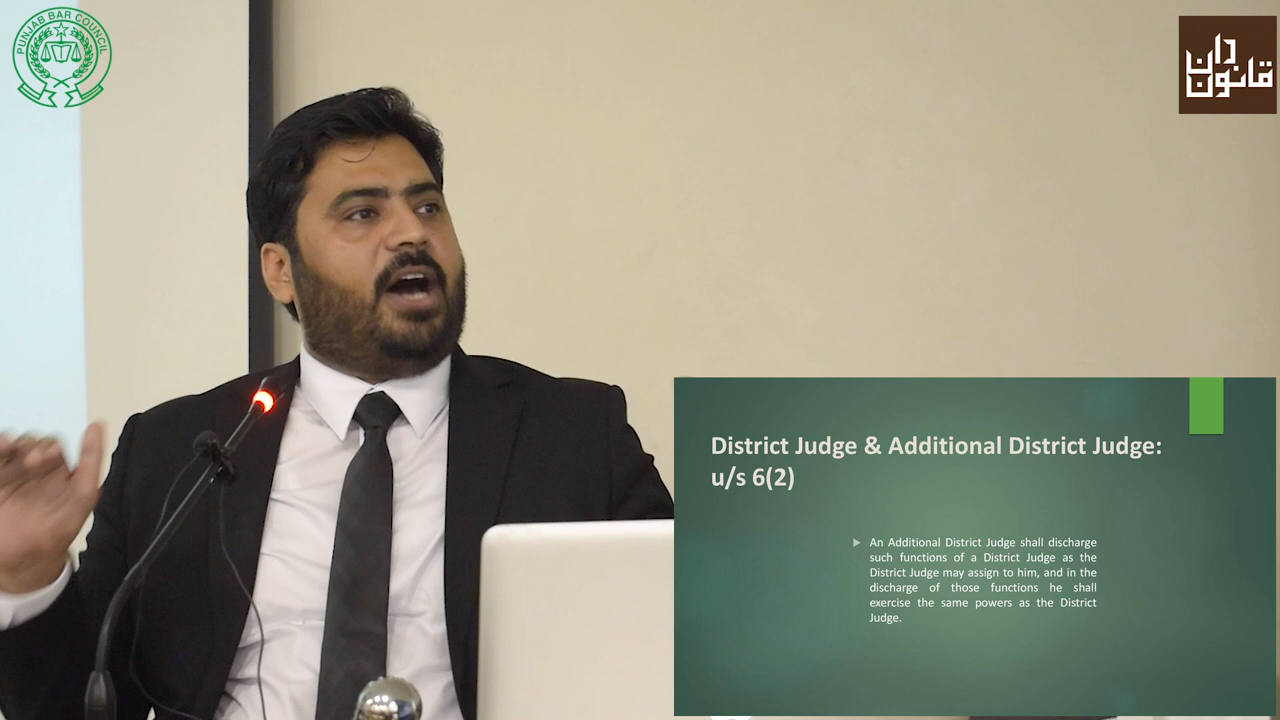 PUNJAB BAR COUNCIL
قانون دان
District Judge & Additional District Judge:
u/s 6(2)
An Additional District Judge shall discharge
such functions of a District Judge as the
District Judge may assign to him, and in the
discharge of those functions he shall
exercise the same powers as the District
Judge.